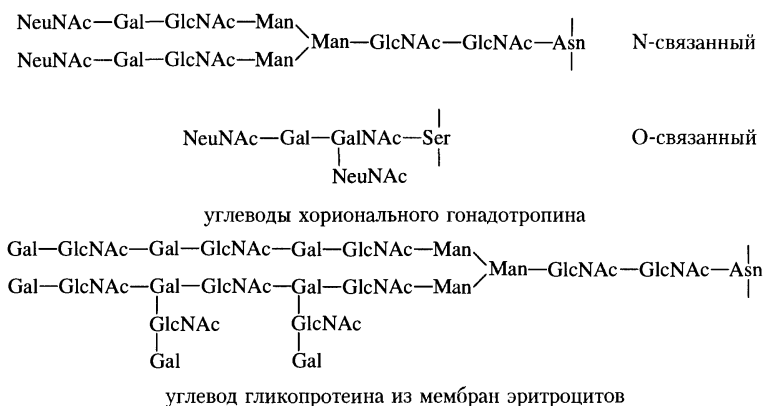 NeuNAc—Gal—GlcNAc—Man
Man—GlcNAc—GlcNAc—Asn
N-связанный
NeuNAc—Gal—GlcNAc—Man
NeuNAc—Gal—GalNAc—Ser
О-связанный
NeuNAc
углеводы хорионального гонадотропина
Gal—GlcNAc—Gal—GlcNAc—Gal—GlcNAc—Man
Man—GlcNAc—GlcNAc—Asn
Gal—GlcNAc—Gal—GlcNAc—Gal—GlcNAc—Man
GlcNAc GlcNAc
Gal Gal
углевод гликопротеина из мембран эритроцитов